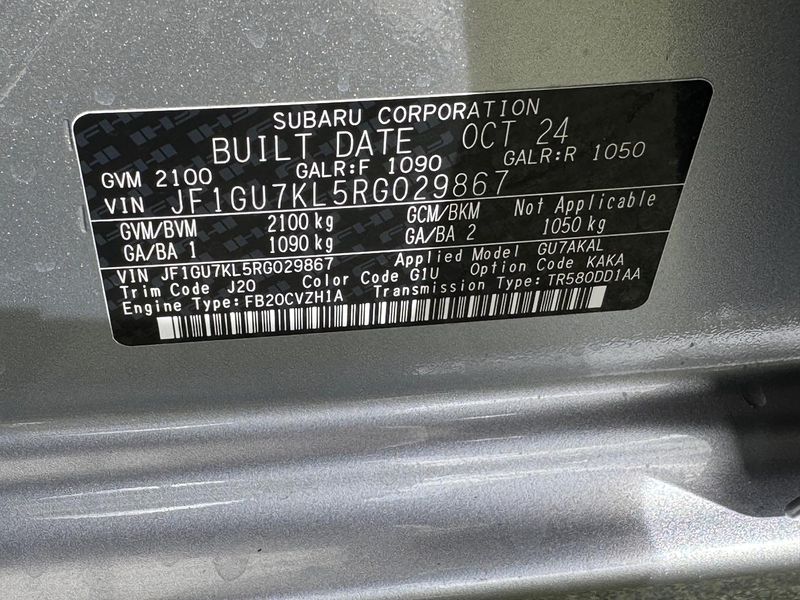 SUBARU CORPORATION
BUILT DATE OCT 24
GVM 2100 GALR:F 1090 GALR:R 1050
VIN JF1GU7KL5RG029867
GVM/BVM 2100 kg GCM/BKM Not Applicable
GA/BA 1 1090 kg GA/BA 2 1050 kg
VIN JF1GU7KL5RG029867 Applied Model GU7AKAL
Trim Code J20 Color Code G1U Option Code KAKA
Engine Type:FB20CVZH1A Transmission Type:TR580DD1AA